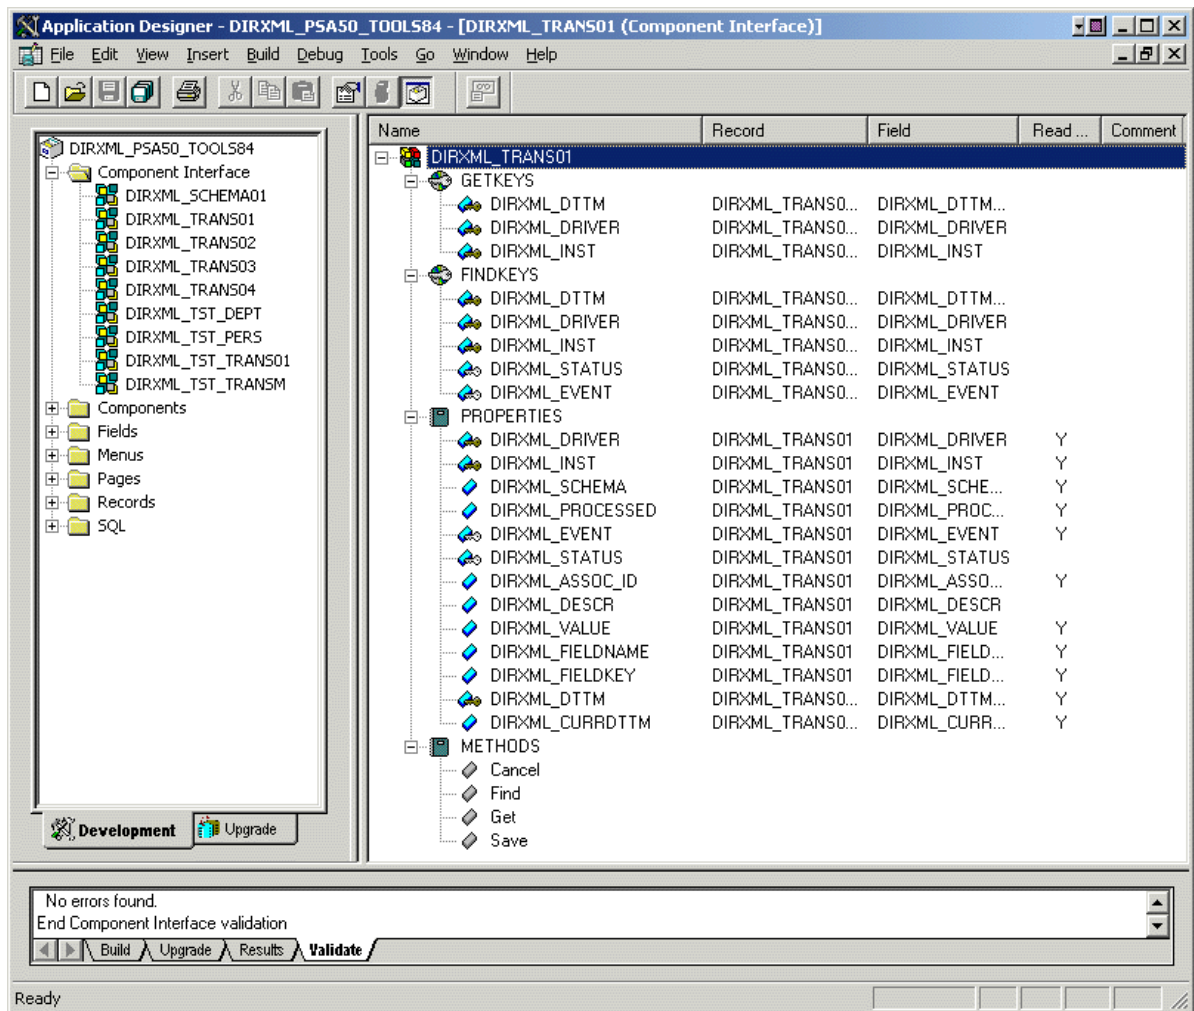 Application Designer - DIRXML_PSA50_TOOLS84 - [DIRXML_TRANS01 (Component Interface)]
File Edit View Insert Build Debug Tools Go Window Help
DIRXML_PSA50_TOOLS84
Component Interface
DIRXML_SCHEMA01
DIRXML_TRANS01
DIRXML_TRANS02
DIRXML_TRANS03
DIRXML_TRANS04
DIRXML_TST_DEPT
DIRXML_TST_PERS
DIRXML_TST_TRANS01
DIRXML_TST_TRANSM
Components
Fields
Menus
Pages
Records
SQL
Development Upgrade
Name Record Field Read ... Comment
DIRXML_TRANS01
GETKEYS
DIRXML_DTTM DIRXML_TRANS0... DIRXML_DTTM...
DIRXML_DRIVER DIRXML_TRANS0... DIRXML_DRIVER
DIRXML_INST DIRXML_TRANS0... DIRXML_INST
FINDKEYS
DIRXML_DTTM DIRXML_TRANS0... DIRXML_DTTM...
DIRXML_DRIVER DIRXML_TRANS0... DIRXML_DRIVER
DIRXML_INST DIRXML_TRANS0... DIRXML_INST
DIRXML_STATUS DIRXML_TRANS0... DIRXML_STATUS
DIRXML_EVENT DIRXML_TRANS0... DIRXML_EVENT
PROPERTIES
DIRXML_DRIVER DIRXML_TRANS01 DIRXML_DRIVER Y
DIRXML_INST DIRXML_TRANS01 DIRXML_INST Y
DIRXML_SCHEMA DIRXML_TRANS01 DIRXML_SCHE... Y
DIRXML_PROCESSED DIRXML_TRANS01 DIRXML_PROC... Y
DIRXML_EVENT DIRXML_TRANS01 DIRXML_EVENT Y
DIRXML_STATUS DIRXML_TRANS01 DIRXML_STATUS
DIRXML_ASSOC_ID DIRXML_TRANS01 DIRXML_ASSO... Y
DIRXML_DESCR DIRXML_TRANS01 DIRXML_DESCR
DIRXML_VALUE DIRXML_TRANS01 DIRXML_VALUE Y
DIRXML_FIELDNAME DIRXML_TRANS01 DIRXML_FIELD... Y
DIRXML_FIELDKEY DIRXML_TRANS01 DIRXML_FIELD... Y
DIRXML_DTTM DIRXML_TRANS0... DIRXML_DTTM... Y
DIRXML_CURRDTTM DIRXML_TRANS0... DIRXML_CURR... Y
METHODS
Cancel
Find
Get
Save
No errors found.
End Component Interface validation
Build Upgrade Results Validate
Ready